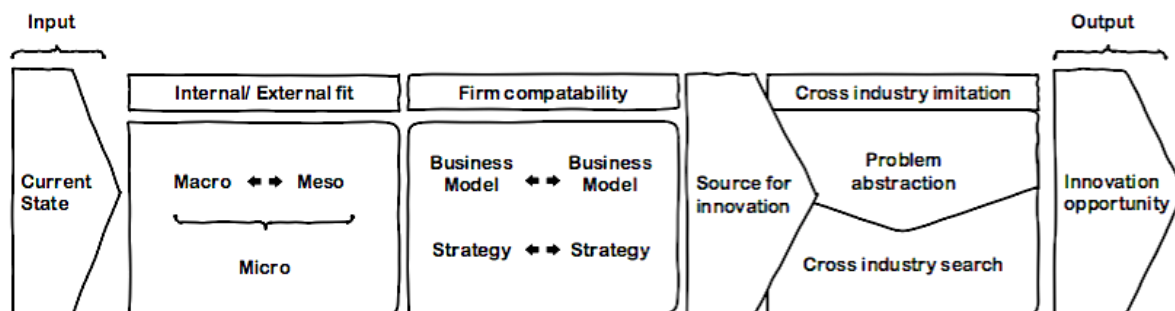 Input
Output
Internal/ External fit
Firm compatability
Cross industry imitation
Current
State
Macro
Meso
Micro
Business
Model
Business
Model
Strategy
Strategy
Source for
innovation
Problem
abstraction
Cross industry search
Innovation
opportunity